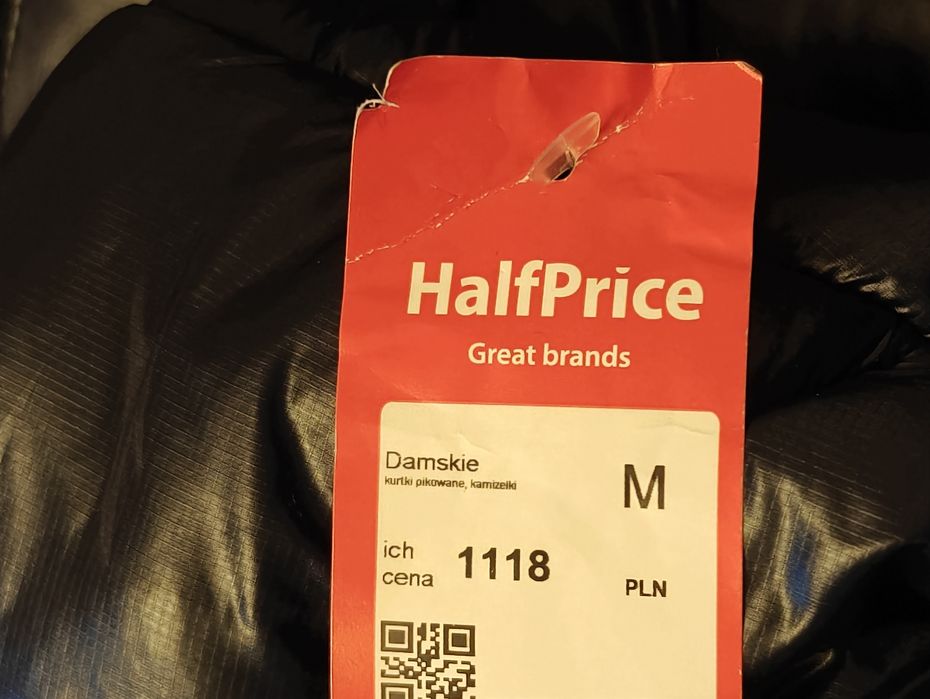 HalfPrice
Great brands
Damskie
M
kurtki pikowane, kamizelki
ich
cena
1118
PLN